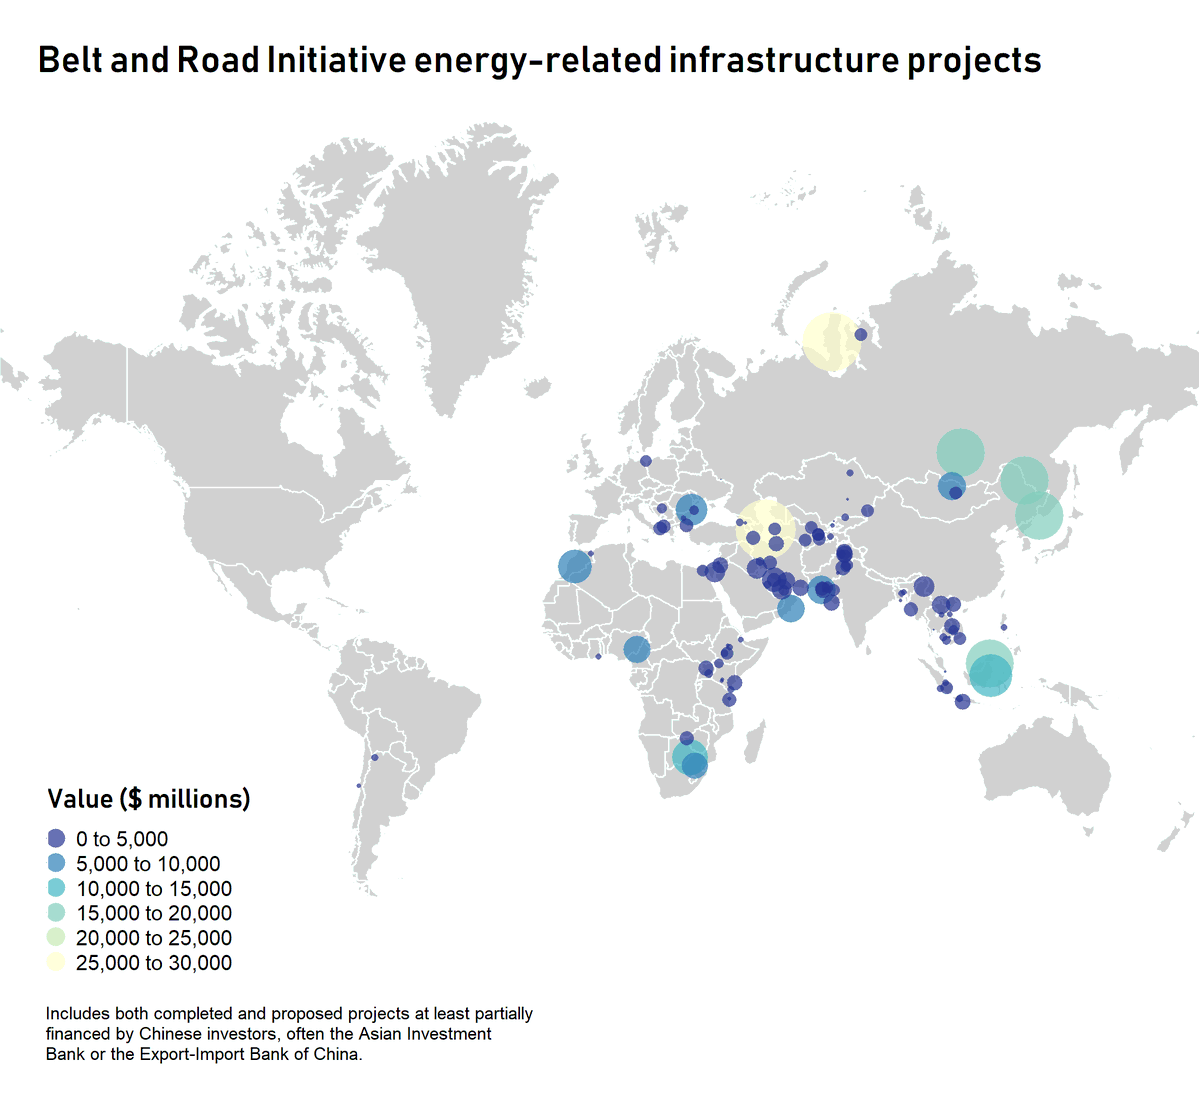 Belt and Road Initiative energy-related infrastructure projects
Value ($ millions)
0 to 5,000
5,000 to 10,000
10,000 to 15,000
15,000 to 20,000
20,000 to 25,000
25,000 to 30,000
Includes both completed and proposed projects at least partially
financed by Chinese investors, often the Asian Investment
Bank or the Export-Import Bank of China.